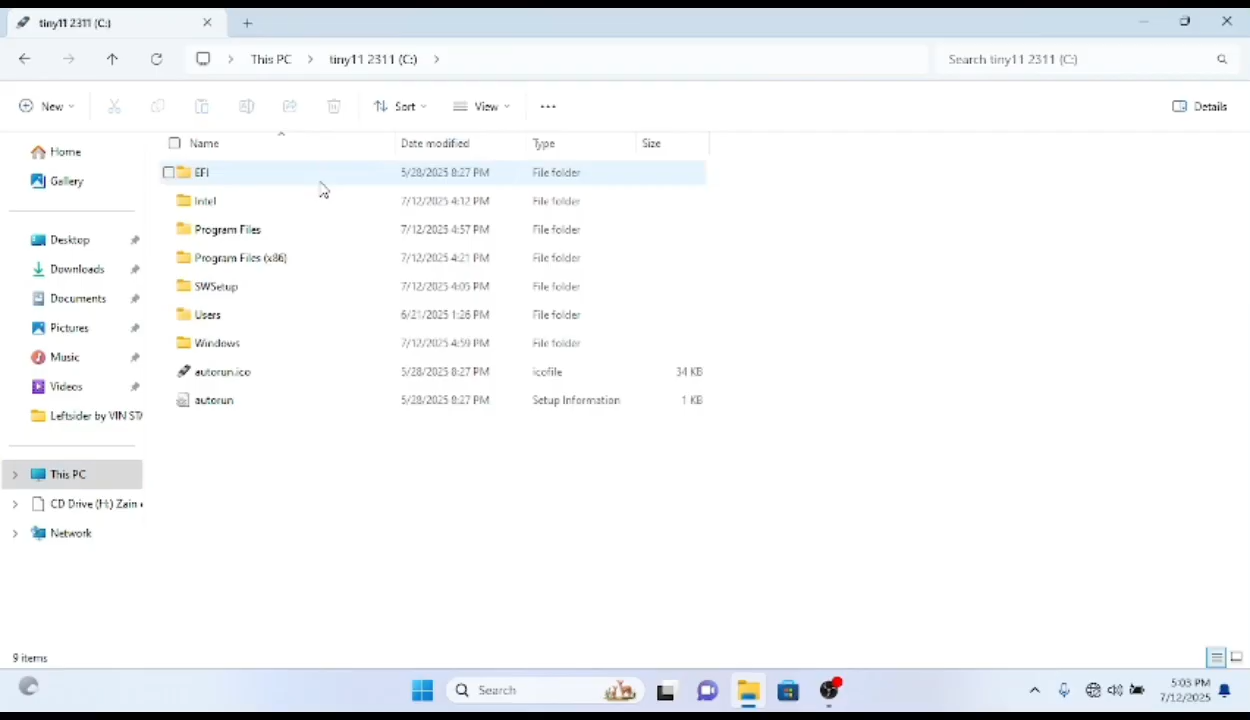 tiny11 2311 (C:)
This PC > tiny11 2311 (C:) >
Search tiny11 2311 (C:)
New
Sort
View
Details
Name Date modified Type Size
Home
Gallery
Desktop
Downloads
Documents
Pictures
Music
Videos
Leftsider by VIN STA
This PC
CD Drive (H:) Zain
Network
EFI 5/28/2025 8:27 PM File folder
Intel 7/12/2025 4:12 PM File folder
Program Files 7/12/2025 4:57 PM File folder
Program Files (x86) 7/12/2025 4:21 PM File folder
SWSetup 7/12/2025 4:05 PM File folder
Users 6/21/2025 1:26 PM File folder
Windows 7/12/2025 4:59 PM File folder
autorun.ico 5/28/2025 8:27 PM icofile 34 KB
autorun 5/28/2025 8:27 PM Setup Information 1 KB
9 items
Search
5:03 PM
7/12/2025